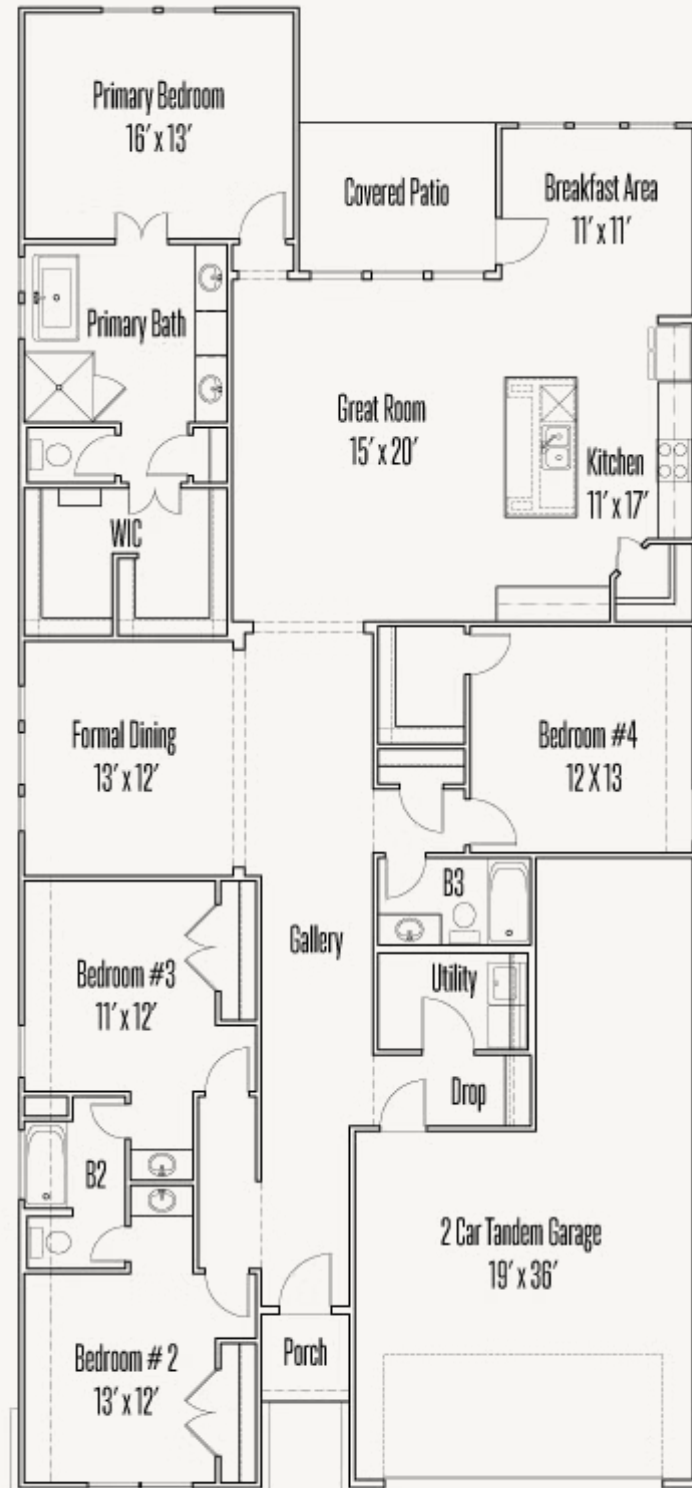 Primary Bedroom
16' x 13'
Covered Patio
Breakfast Area
11' x 11'
Primary Bath
Great Room
15' x 20'
Kitchen
11' x 17'
WIC
Formal Dining
13' x 12'
Bedroom #4
12 X 13
B3
Gallery
Bedroom #3
11' x 12'
Utility
Drop
B2
2 Car Tandem Garage
19' x 36'
Bedroom # 2
13' x 12'
Porch